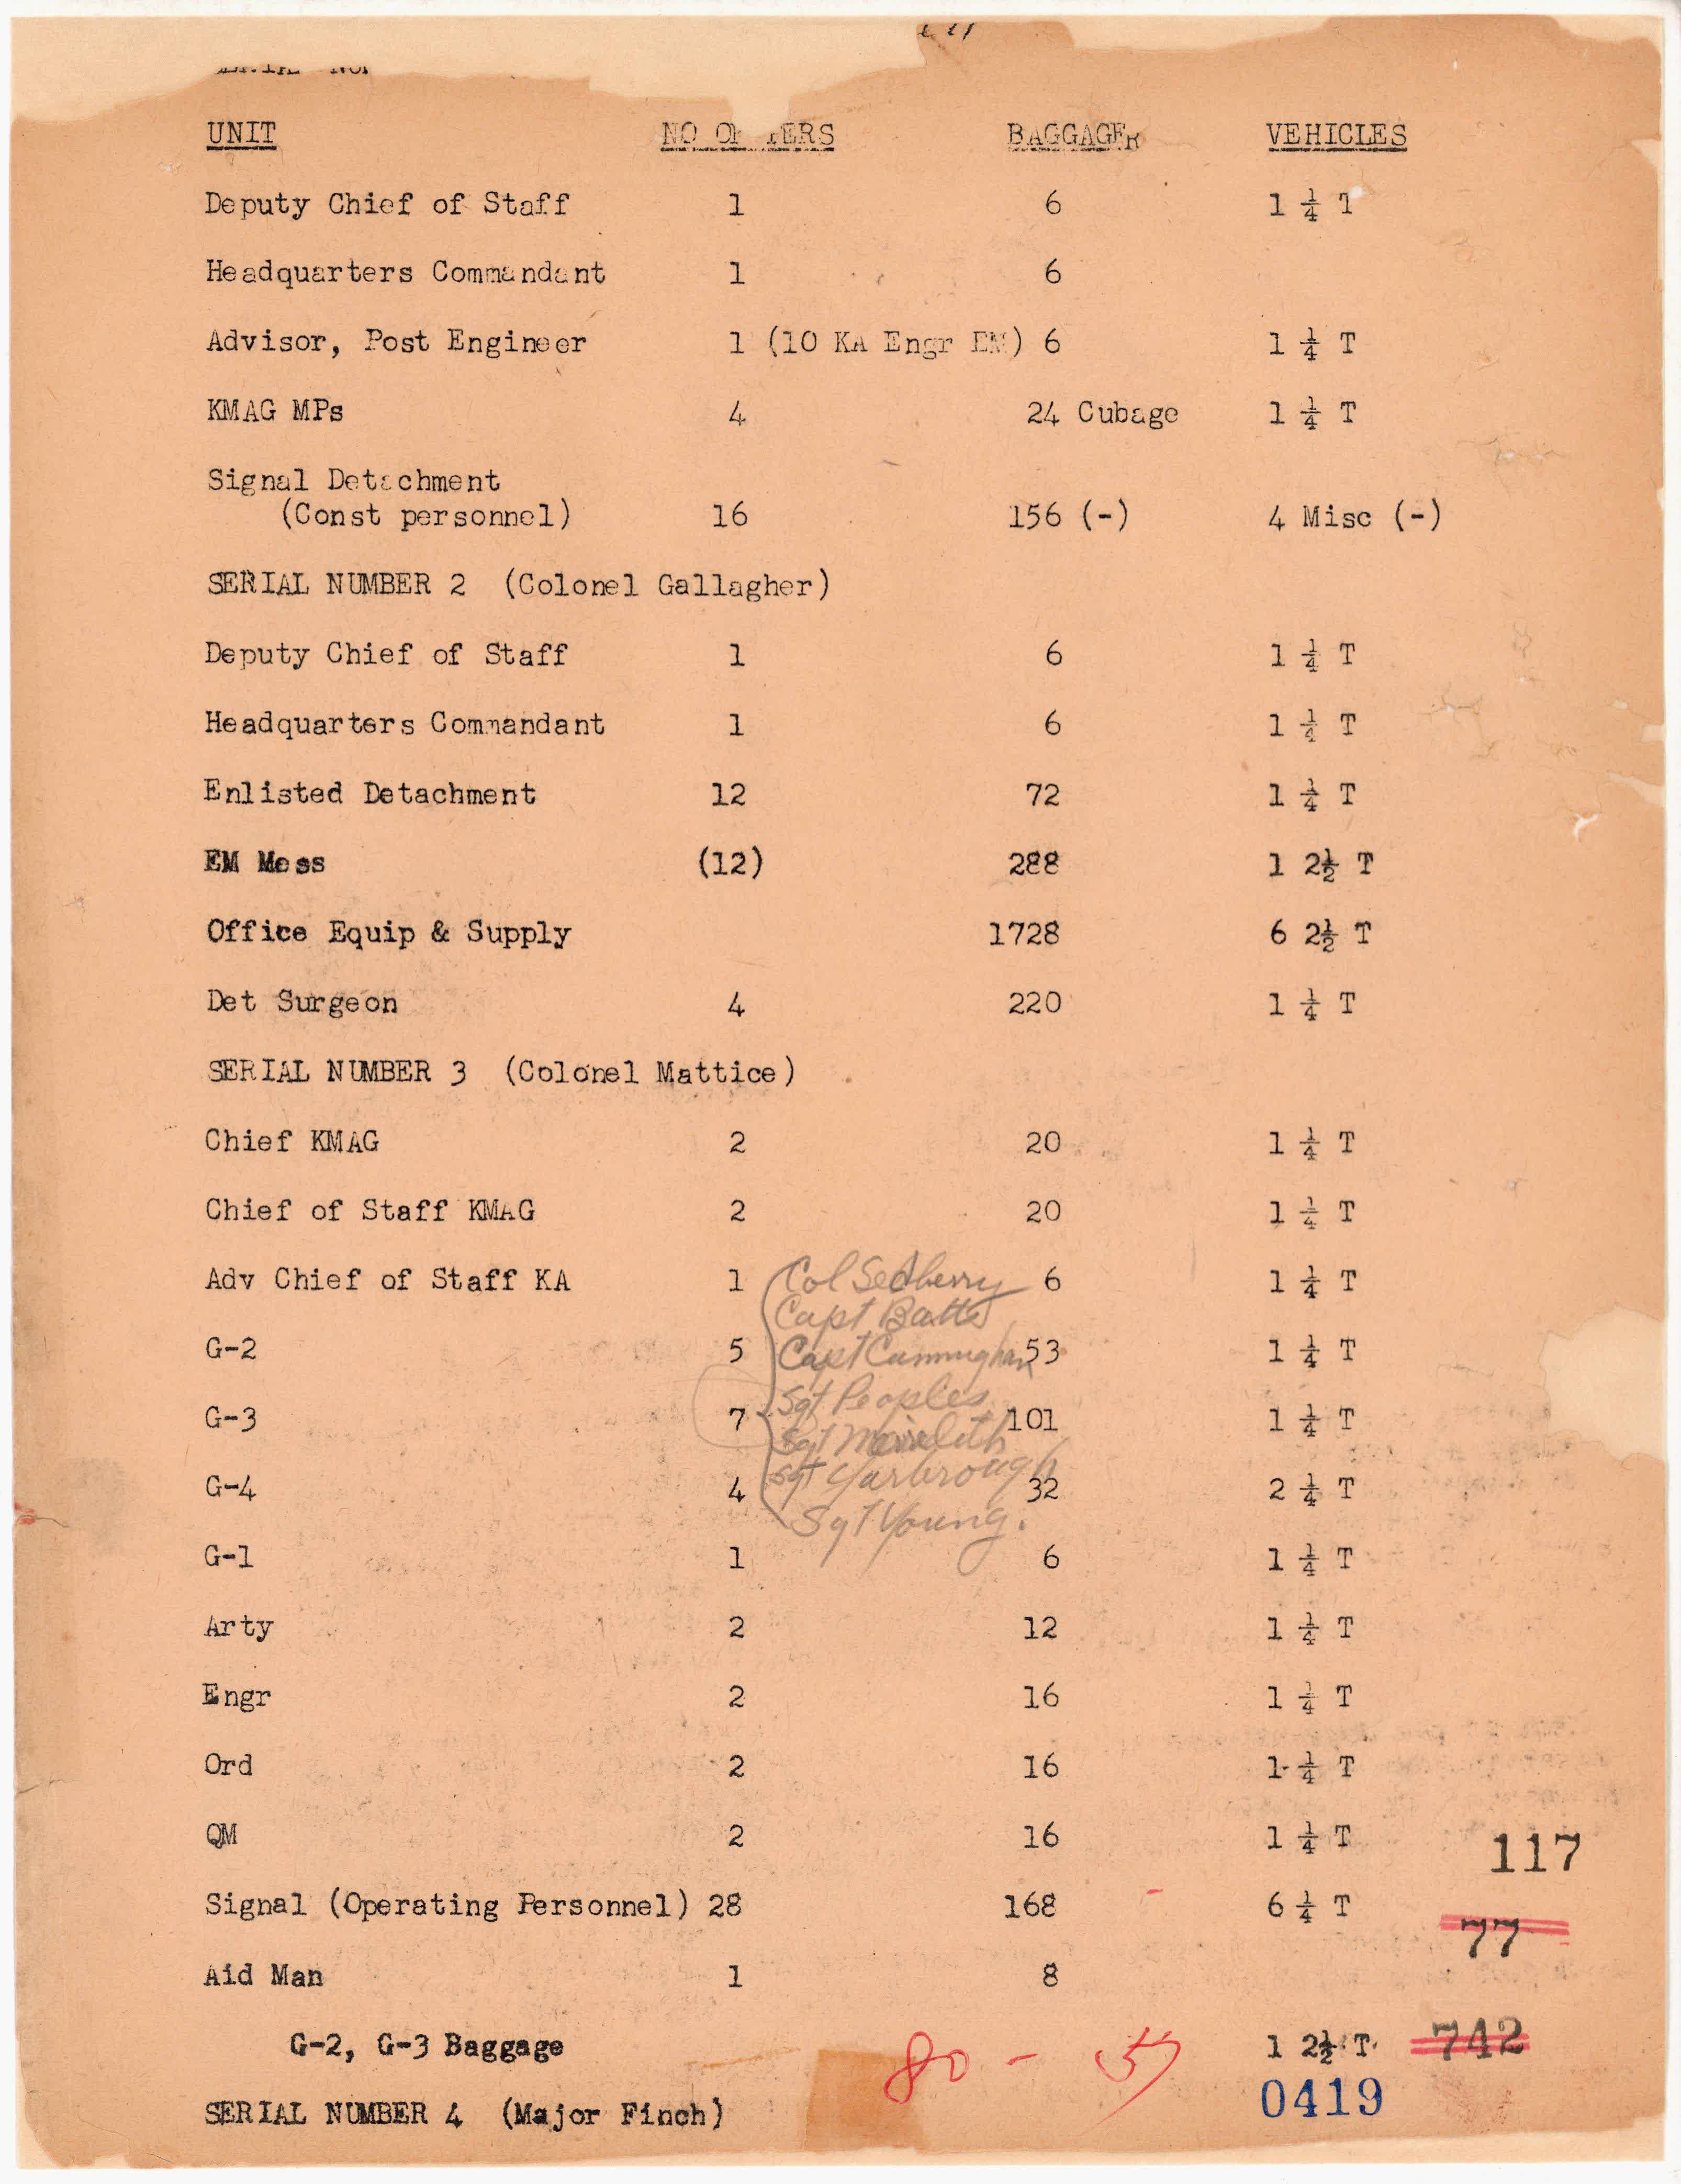 UNIT NO OF ERS BAGGAGE VEHICLES
Deputy Chief of Staff 1 6 1 ¼ T
Headquarters Commandant 1 6
Advisor, Post Engineer 1 (10 KA Engr EM) 6 1 ¼ T
KMAG MPs 4 24 Cubage 1 ¼ T
Signal Detachment
(Const personnel) 16 156 (-) 4 Misc (-)
SERIAL NUMBER 2 (Colonel Gallagher)
Deputy Chief of Staff 1 6 1 ¼ T
Headquarters Commandant 1 6 1 ¼ T
Enlisted Detachment 12 72 1 ¼ T
EM Mess (12) 288 1 2½ T
Office Equip & Supply 1728 6 2½ T
Det Surgeon 4 220 1 ¼ T
SERIAL NUMBER 3 (Colonel Mattice)
Chief KMAG 2 20 1 ¼ T
Chief of Staff KMAG 2 20 1 ¼ T
Adv Chief of Staff KA 1 6 1 ¼ T
Col Sedberry
Capt Batts
G-2 5 53 1 ¼ T
Capt Cunningham
Sgt Peoples
G-3 7 101 1 ¼ T
Sgt Meredith
Sgt Yarbrough
G-4 4 32 2 ¼ T
Sgt Young.
G-1 1 6 1 ¼ T
Arty 2 12 1 ¼ T
Engr 2 16 1 ¼ T
Ord 2 16 1 ¼ T
QM 2 16 1 ¼ T
117
Signal (Operating Personnel) 28 168 6 ¼ T
77
Aid Man 1 8
G-2, G-3 Baggage 1 2½ T
742
80 -
0419
SERIAL NUMBER 4 (Major Finch)